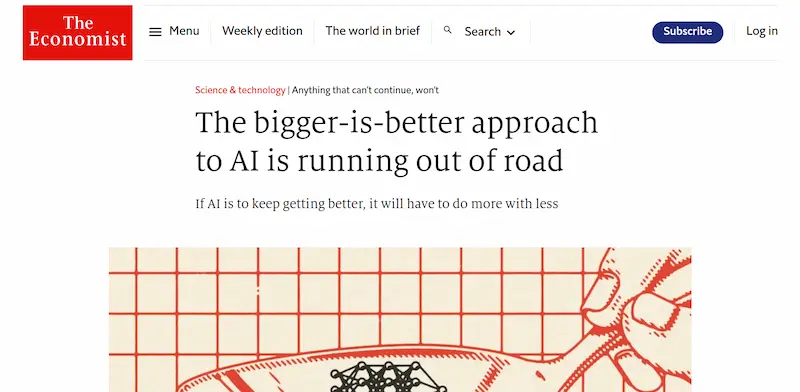 The
Economist
Menu
Weekly edition
The world in brief
Search
Subscribe
Log in
Science & technology | Anything that can't continue, won't
The bigger-is-better approach
to AI is running out of road
If AI is to keep getting better, it will have to do more with less